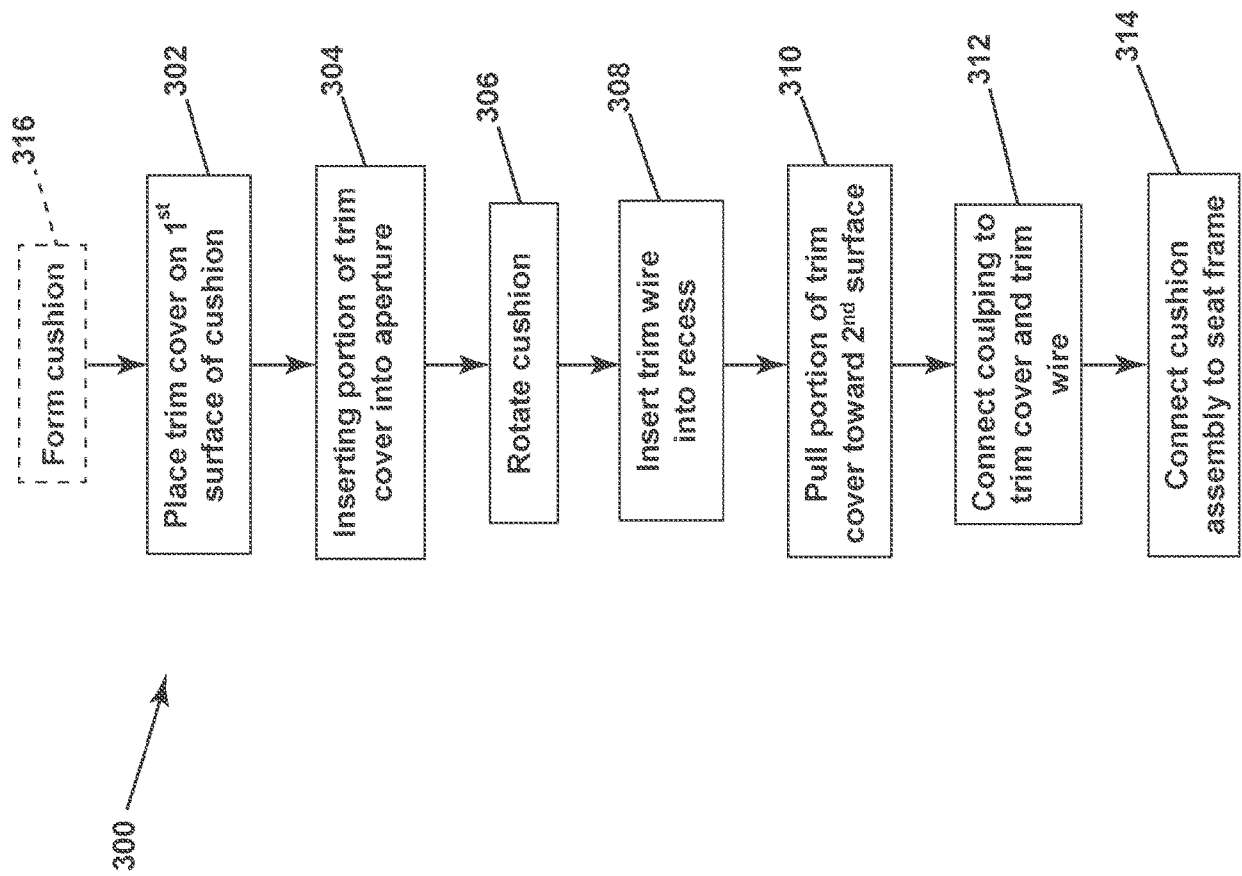 300
Form cushion
316
Place trim cover on 1st
surface of cushion
302
Inserting portion of trim
cover into aperture
304
Rotate cushion
306
Insert trim wire
into recess
308
Pull portion of trim
cover toward 2nd surface
310
Connect coulping to
trim cover and trim
wire
312
Connect cushion
assembly to seat frame
314